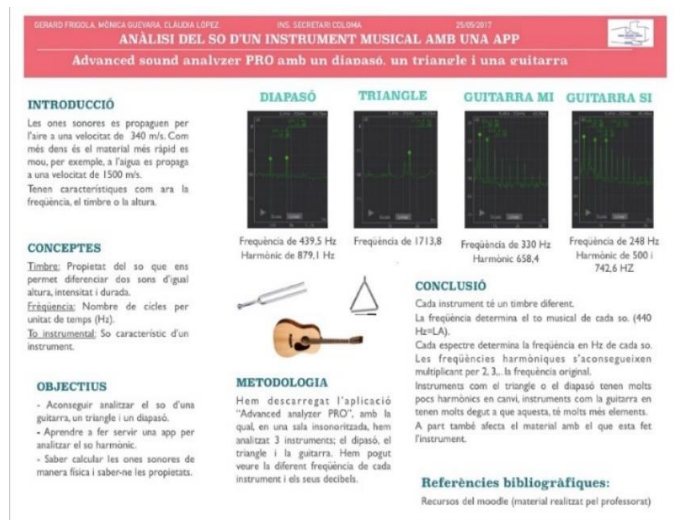 GERARD FRIGOLA, MÒNICA GUEVARA, CLÀUDIA LÓPEZ INS. SECRETARI COLOMA 25/05/2017
ANÀLISI DEL SO D'UN INSTRUMENT MUSICAL AMB UNA APP
Advanced sound analyzer PRO amb un diapasó, un triangle i una guitarra
INTRODUCCIÓ
Les ones sonores es propaguen per
l'aire a una velocitat de 340 m/s. Com
més dens és el material més ràpid es
mou, per exemple, a l'aigua es propaga
a una velocitat de 1500 m/s.
Tenen característiques com ara la
freqüència, el timbre o la altura.
CONCEPTES
Timbre: Propietat del so que ens
permet diferenciar dos sons d'igual
altura, intensitat i durada.
Freqüencia: Nombre de cicles per
unitat de temps (Hz).
To instrumental: So característic d'un
instrument.
OBJECTIUS
- Aconseguir analitzar el so d'una
guitarra, un triangle i un diapasó.
- Aprendre a fer servir una app per
analitzar el so harmònic.
- Saber calcular les ones sonores de
manera física i saber-ne les propietats.
DIAPASÓ
Freqüència de 439,5 Hz
Harmònic de 879,1 Hz
TRIANGLE
Freqüència de 1713,8
GUITARRA MI
Freqüència de 330 Hz
Harmònic 658,4
GUITARRA SI
Freqüència de 248 Hz
Harmònic de 500 i
742,6 HZ
METODOLOGIA
Hem descarregat l'aplicació
"Advanced analyzer PRO", amb la
qual, en una sala insonoritzada, hem
analitzat 3 instruments; el dipasó, el
triangle i la guitarra. Hem pogut
veure la diferent freqüència de cada
instrument i els seus decibels.
CONCLUSIÓ
Cada instrument té un timbre diferent.
La freqüència determina el to musical de cada so. (440
Hz=LA).
Cada espectre determina la freqüència en Hz de cada so.
Les freqüències harmòniques s'aconsegueixen
multiplicant per 2, 3,.. la freqüència original.
Instruments com el triangle o el diapasó tenen molts
pocs harmònics en canvi, instruments com la guitarra en
tenen molts degut a que aquesta, té molts més elements.
A part també afecta el material amb el que esta fet
l'instrument.
Referències bibliogràfiques:
Recursos del moodle (material realitzat pel professorat)